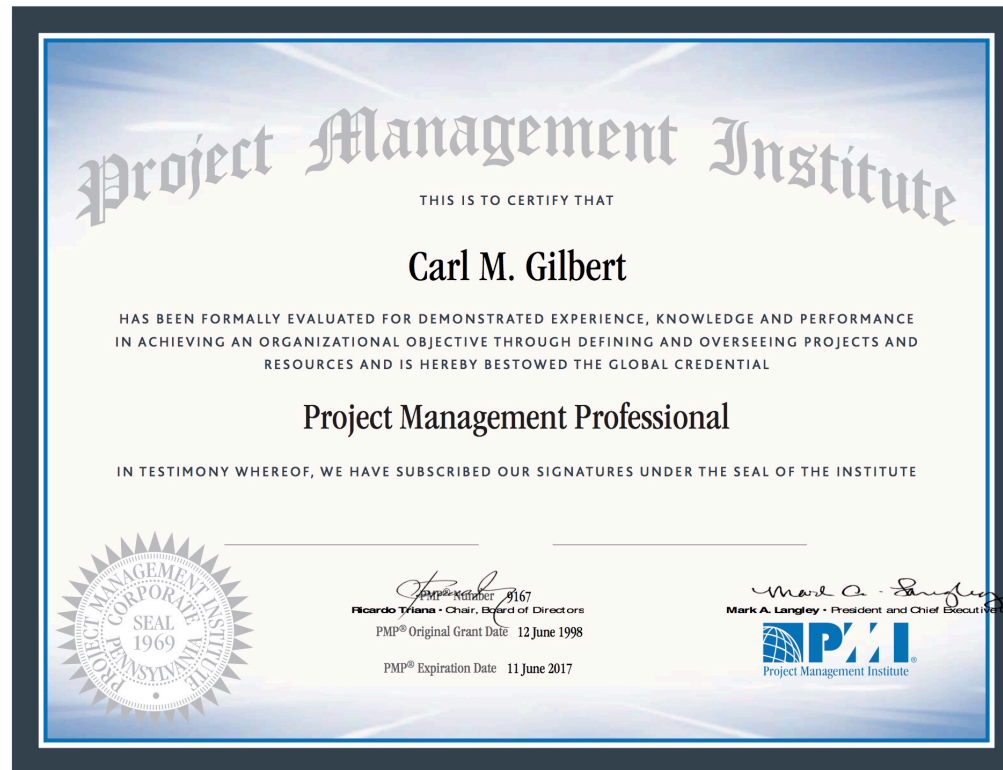 Project Management Institute
THIS IS TO CERTIFY THAT
Carl M. Gilbert
HAS BEEN FORMALLY EVALUATED FOR DEMONSTRATED EXPERIENCE, KNOWLEDGE AND PERFORMANCE
IN ACHIEVING AN ORGANIZATIONAL OBJECTIVE THROUGH DEFINING AND OVERSEEING PROJECTS AND
RESOURCES AND IS HEREBY BESTOWED THE GLOBAL CREDENTIAL
Project Management Professional
IN TESTIMONY WHEREOF, WE HAVE SUBSCRIBED OUR SIGNATURES UNDER THE SEAL OF THE INSTITUTE
PROJECT MANAGEMENT INSTITUTE
CORPORATE
SEAL
1969
PENNSYLVANIA
PMP® Number 9167
Ricardo Triana • Chair, Board of Directors
PMP® Original Grant Date 12 June 1998
PMP® Expiration Date 11 June 2017
Mark A. Langley
Mark A. Langley • President and Chief Executive
PMI®
Project Management Institute